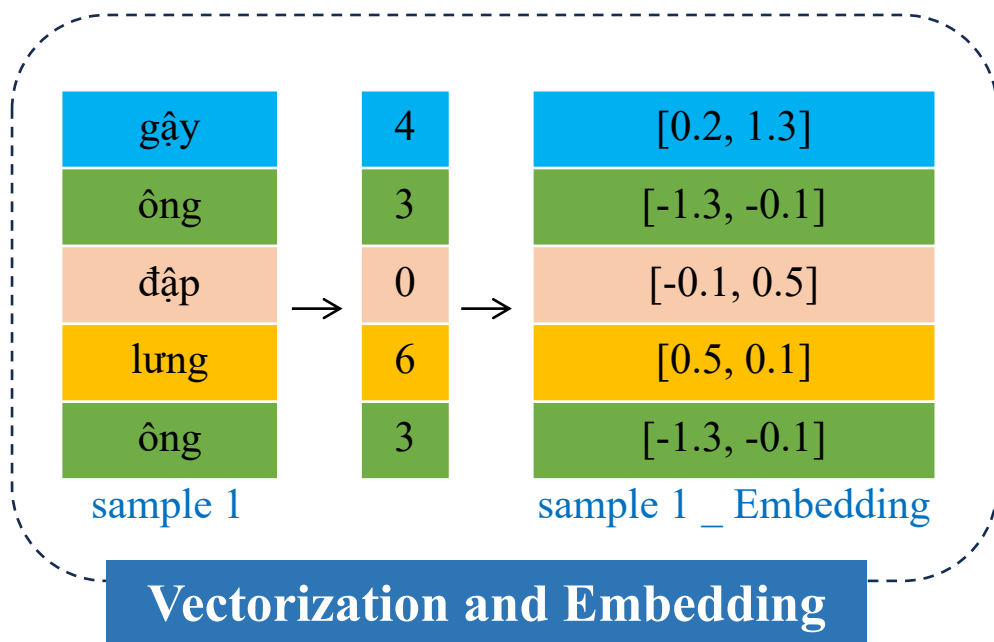 gậy 4 [0.2, 1.3]
ông 3 [-1.3, -0.1]
đập 0 [-0.1, 0.5]
lưng 6 [0.5, 0.1]
ông 3 [-1.3, -0.1]
sample 1 sample 1 _ Embedding
Vectorization and Embedding